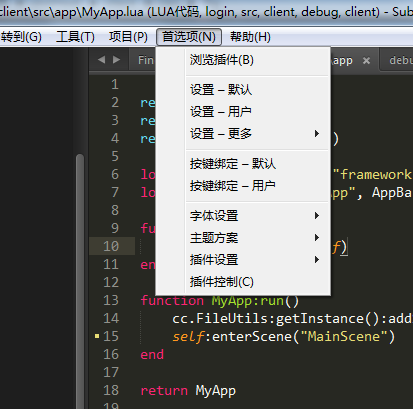 client\src\app\MyApp.lua (LUA代码, login, src, client, debug, client) - Sub
转到(G) 工具(T) 项目(P) 首选项(N) 帮助(H)
Fin app × debu
浏览插件(B)
设置 – 默认
设置 – 用户
设置 – 更多
按键绑定 – 默认
按键绑定 – 用户
字体设置
主题方案
插件设置
插件控制(C)
1
2 re
3 re
4 re )
5
6 lo "framework
7 lo pp", AppBa
8
9 fu
10 f)
11 en
12
13 function MyApp:run()
14 cc.FileUtils:getInstance():add
15 self:enterScene("MainScene")
16 end
17
18 return MyApp
19